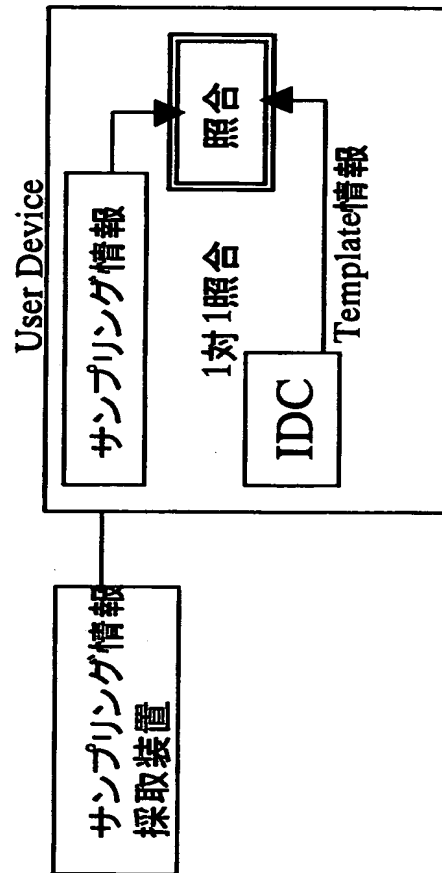 User Device
サンプリング情報
照合
1対1照合
IDC
Template情報
サンプリング情報
採取装置